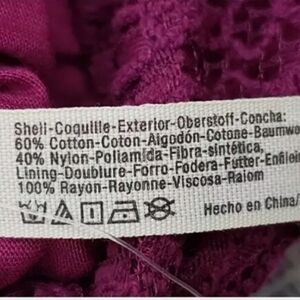 Shell-Coquille-Exterior-Oberstoff-Concha:
60% Cotton-Coton-Algodón-Cotone-Baumwo
40% Nylon-Poliamida-Fibra-sintética,
Lining-Doublure-Forro-Fodera-Futter-Enfilei
100% Rayon-Rayonne-Viscosa-Raiom
Hecho en China/